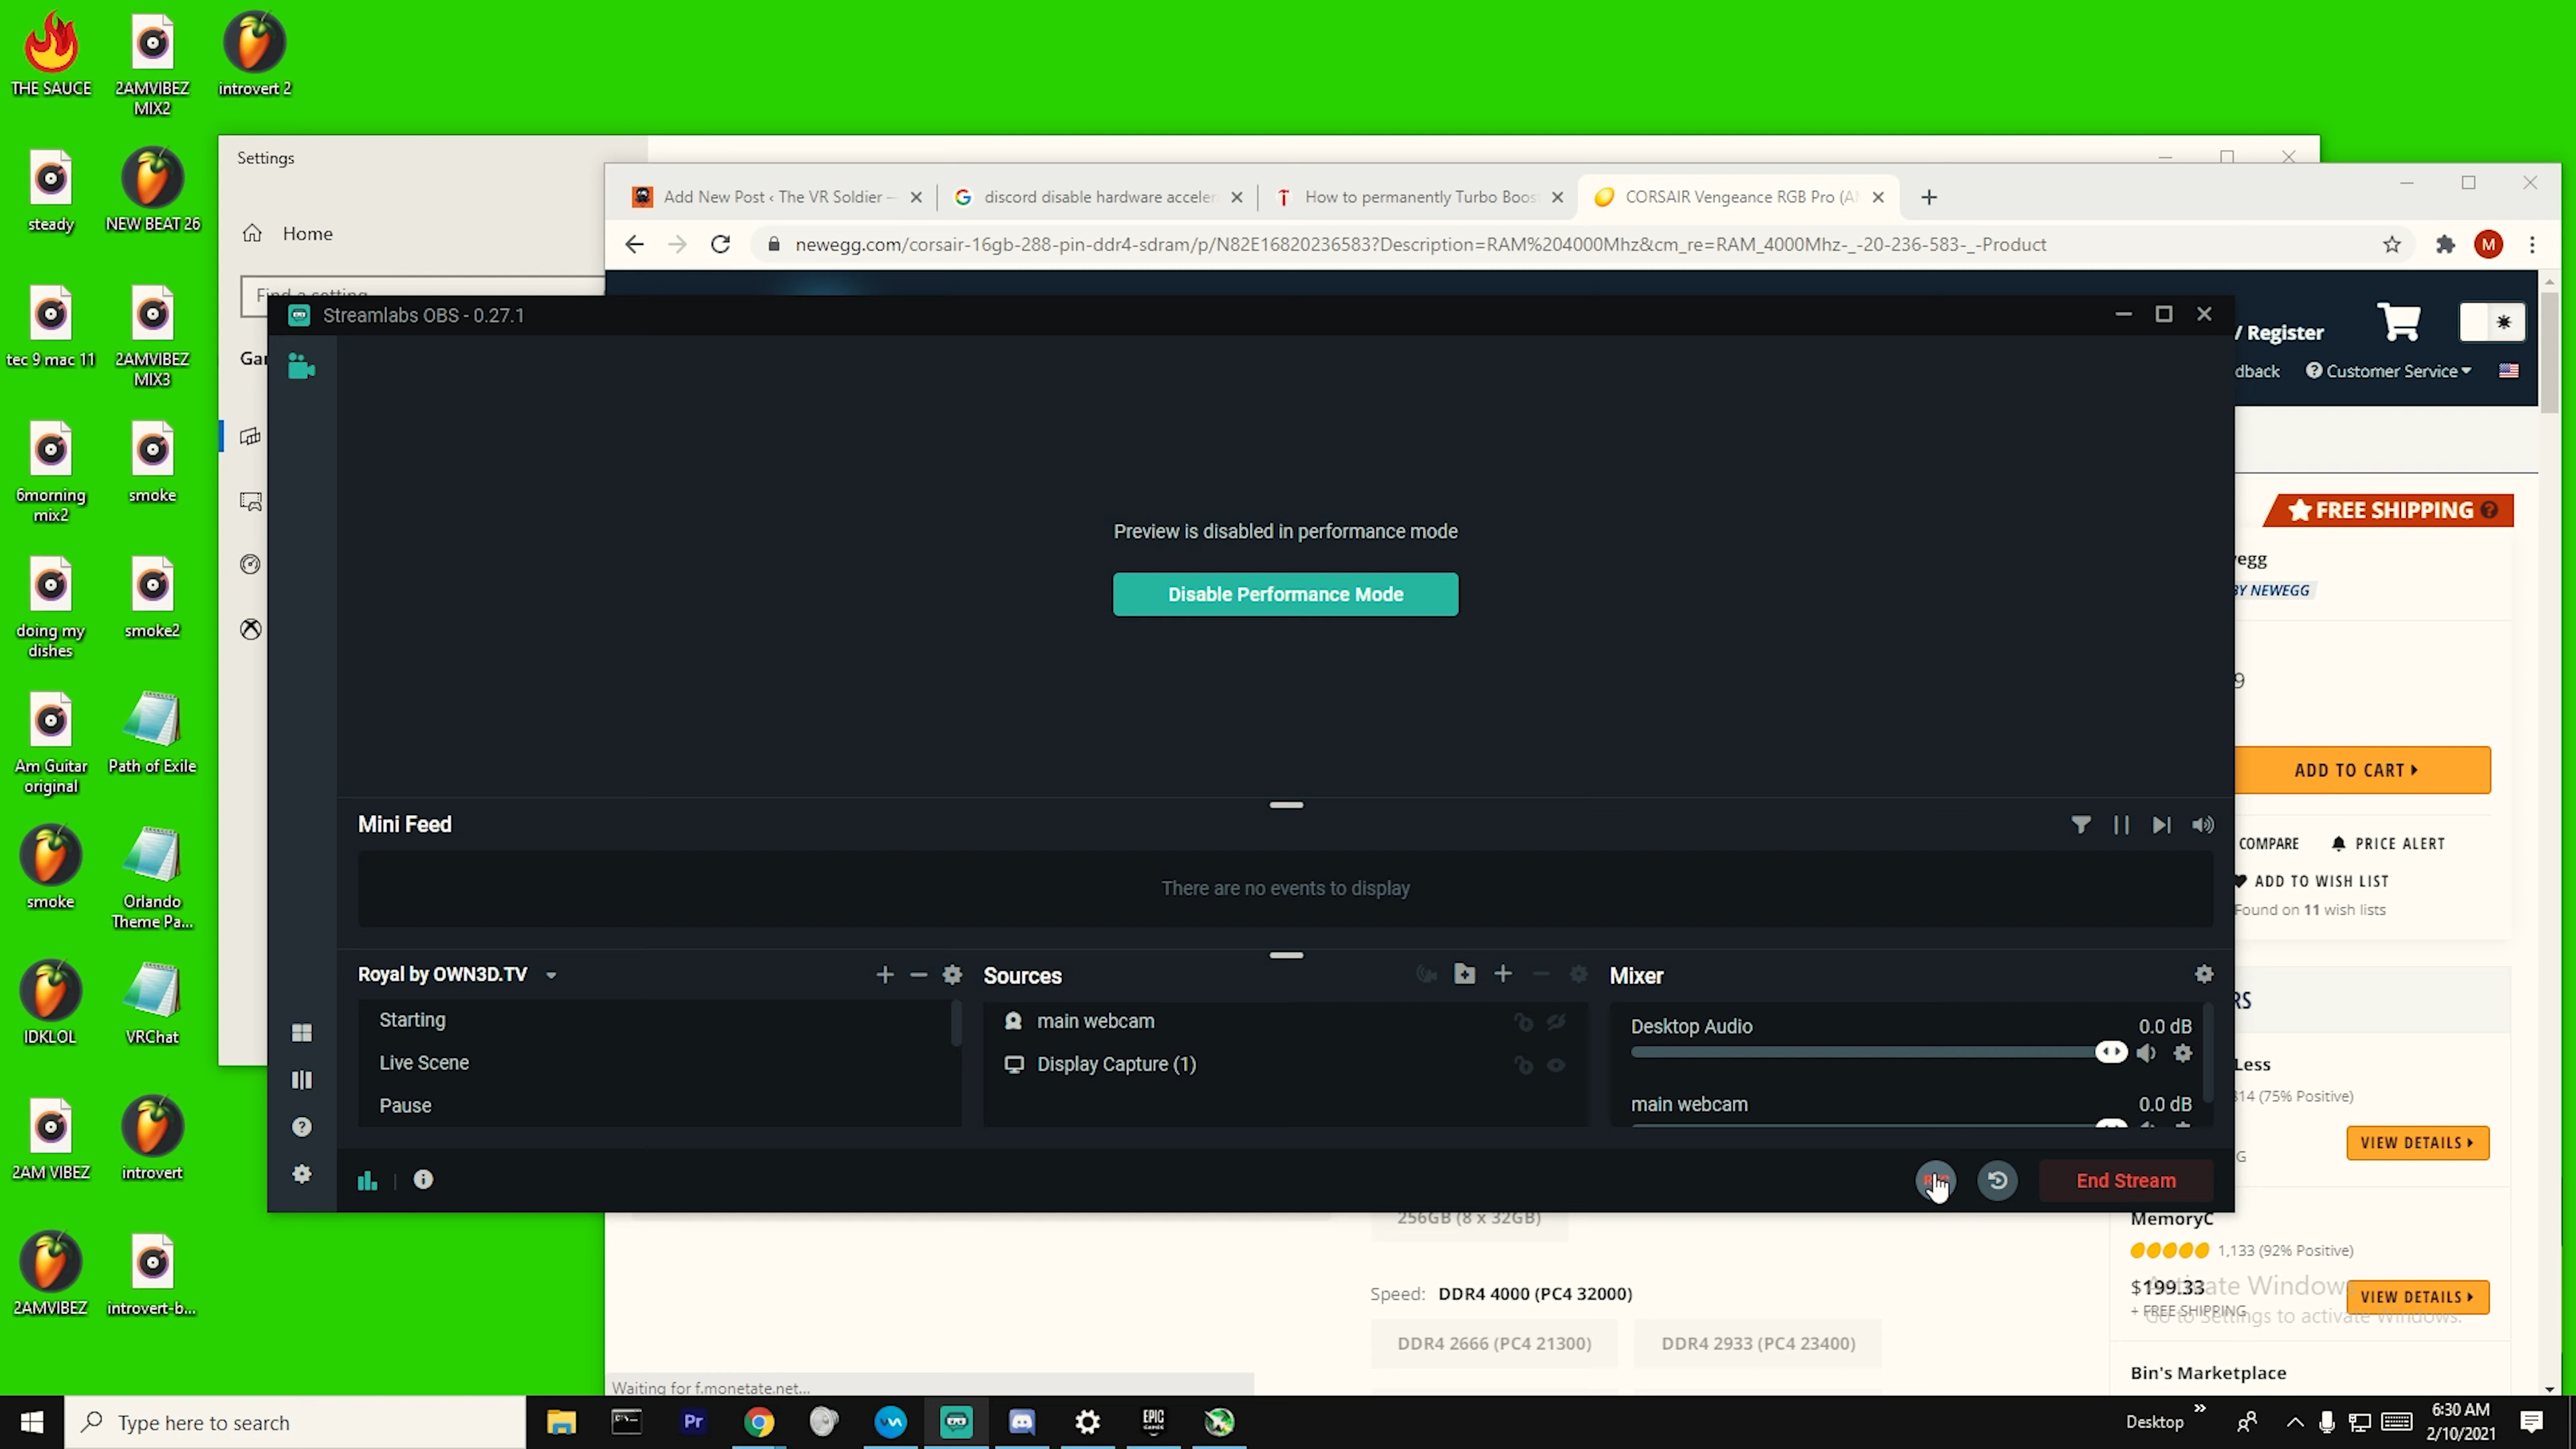 THE SAUCE
2AMVIBEZ
MIX2
introvert 2
steady
NEW BEAT 26
tec 9 mac 11
2AMVIBEZ
MIX3
6morning
mix2
smoke
doing my
dishes
smoke2
Am Guitar
original
Path of Exile
smoke
Orlando
Theme Pa...
IDKLOL
VRChat
2AM VIBEZ
introvert
2AMVIBEZ
introvert-b...
Settings
Home
Find a setting
Add New Post ‹ The VR Soldier —
discord disable hardware acceler
How to permanently Turbo Boos
CORSAIR Vengeance RGB Pro (A
newegg.com/corsair-16gb-288-pin-ddr4-sdram/p/N82E16820236583?Description=RAM%204000Mhz&cm_re=RAM_4000Mhz-_-20-236-583-_-Product
M
/ Register
dback
Customer Service
FREE SHIPPING
egg
BY NEWEGG
9
ADD TO CART
COMPARE
PRICE ALERT
ADD TO WISH LIST
Found on 11 wish lists
RS
Less
814 (75% Positive)
VIEW DETAILS
G
MemoryC
1,133 (92% Positive)
$199.33
+ FREE SHIPPING
VIEW DETAILS
Activate Windows
Go to Settings to activate Windows.
Bin's Marketplace
Streamlabs OBS - 0.27.1
Preview is disabled in performance mode
Disable Performance Mode
Mini Feed
There are no events to display
Royal by OWN3D.TV
Starting
Live Scene
Pause
Sources
main webcam
Display Capture (1)
Mixer
Desktop Audio
0.0 dB
main webcam
0.0 dB
End Stream
256GB (8 x 32GB)
Speed: DDR4 4000 (PC4 32000)
DDR4 2666 (PC4 21300)
DDR4 2933 (PC4 23400)
Waiting for f.monetate.net...
Type here to search
Pr
EPIC
GAMES
Desktop
6:30 AM
2/10/2021